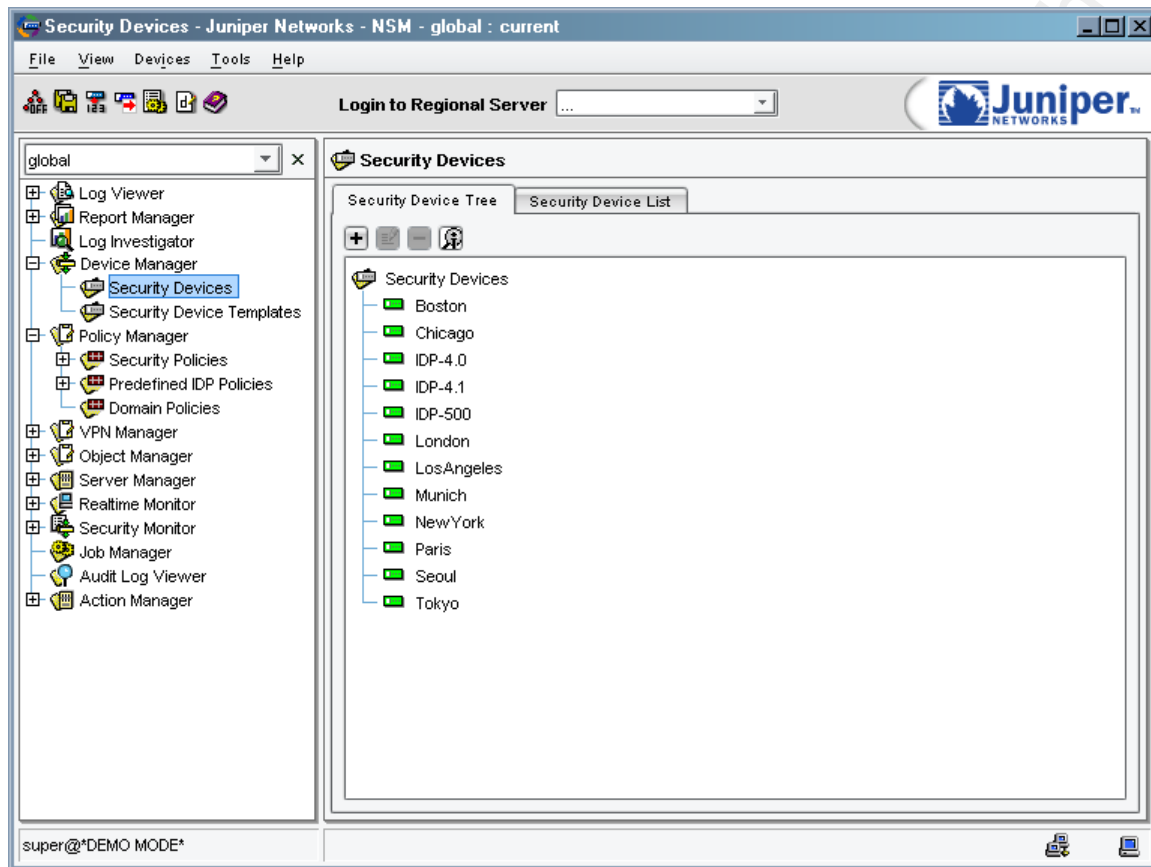 Security Devices - Juniper Networks - NSM - global : current
File View Devices Tools Help
OFF 123
Login to Regional Server ...
Juniper
NETWORKS
global
Log Viewer
Report Manager
Log Investigator
Device Manager
Security Devices
Security Device Templates
Policy Manager
Security Policies
Predefined IDP Policies
Domain Policies
VPN Manager
Object Manager
Server Manager
Realtime Monitor
Security Monitor
Job Manager
Audit Log Viewer
Action Manager
Security Devices
Security Device Tree Security Device List
Security Devices
Boston
Chicago
IDP-4.0
IDP-4.1
IDP-500
London
LosAngeles
Munich
NewYork
Paris
Seoul
Tokyo
super@*DEMO MODE*